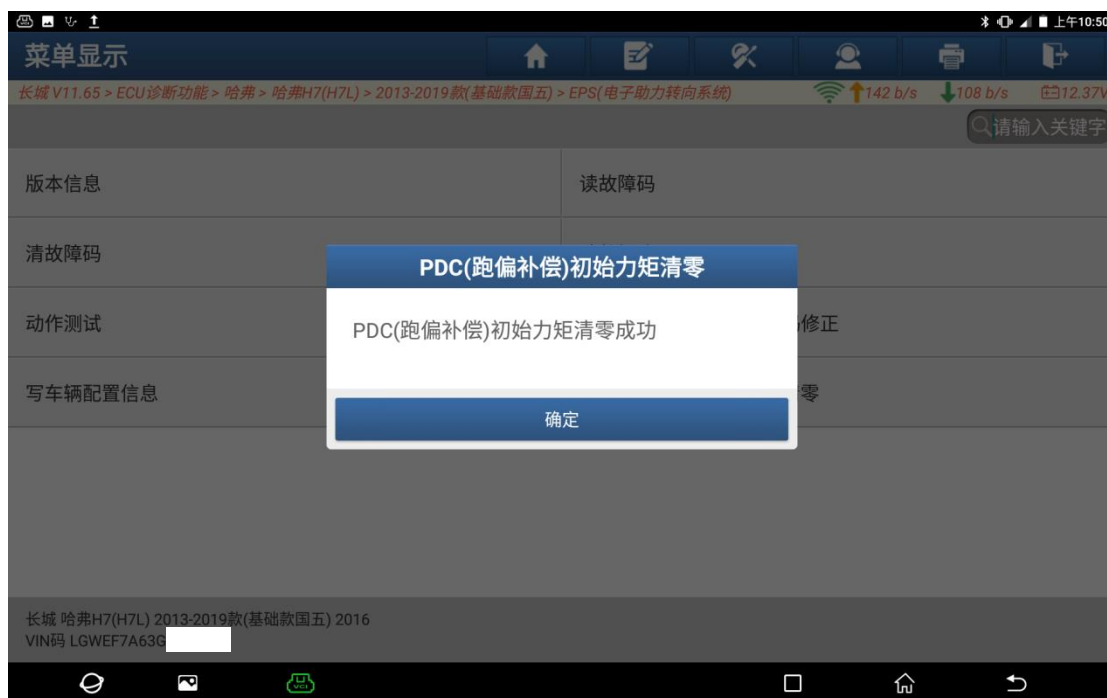 上午10:50
菜单显示
长城 V11.65 > ECU诊断功能 > 哈弗 > 哈弗H7(H7L) > 2013-2019款(基础款国五) > EPS(电子助力转向系统)
142 b/s
108 b/s
12.37V
请输入关键字
版本信息
读故障码
清故障码
PDC(跑偏补偿)初始力矩清零
动作测试
PDC(跑偏补偿)初始力矩清零成功
修正
写车辆配置信息
零
确定
长城 哈弗H7(H7L) 2013-2019款(基础款国五) 2016
VIN码 LGWEF7A63G
VCI